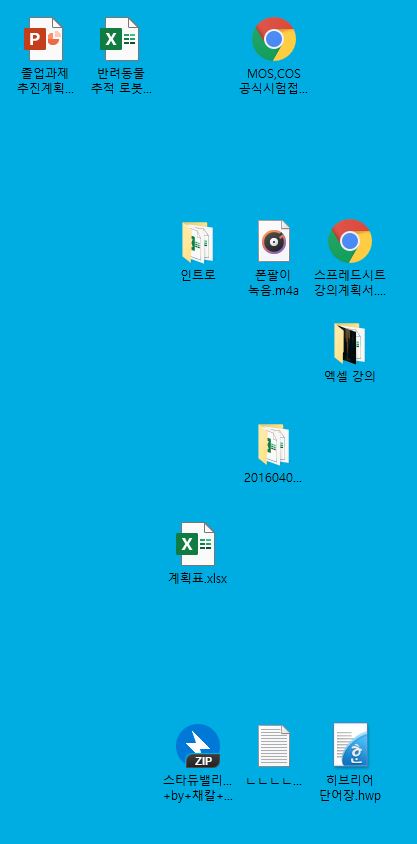 졸업과제
추진계획...
반려동물
추적 로봇...
MOS,COS
공식시험접...
인트로
폰팔이
녹음.m4a
스프레드시트
강의계획서....
엑셀 강의
2016040...
계획표.xlsx
스타듀밸리...
+by+채칼+...
ㄴㄴㄴㄴ...
히브리어
단어장.hwp
ZIP